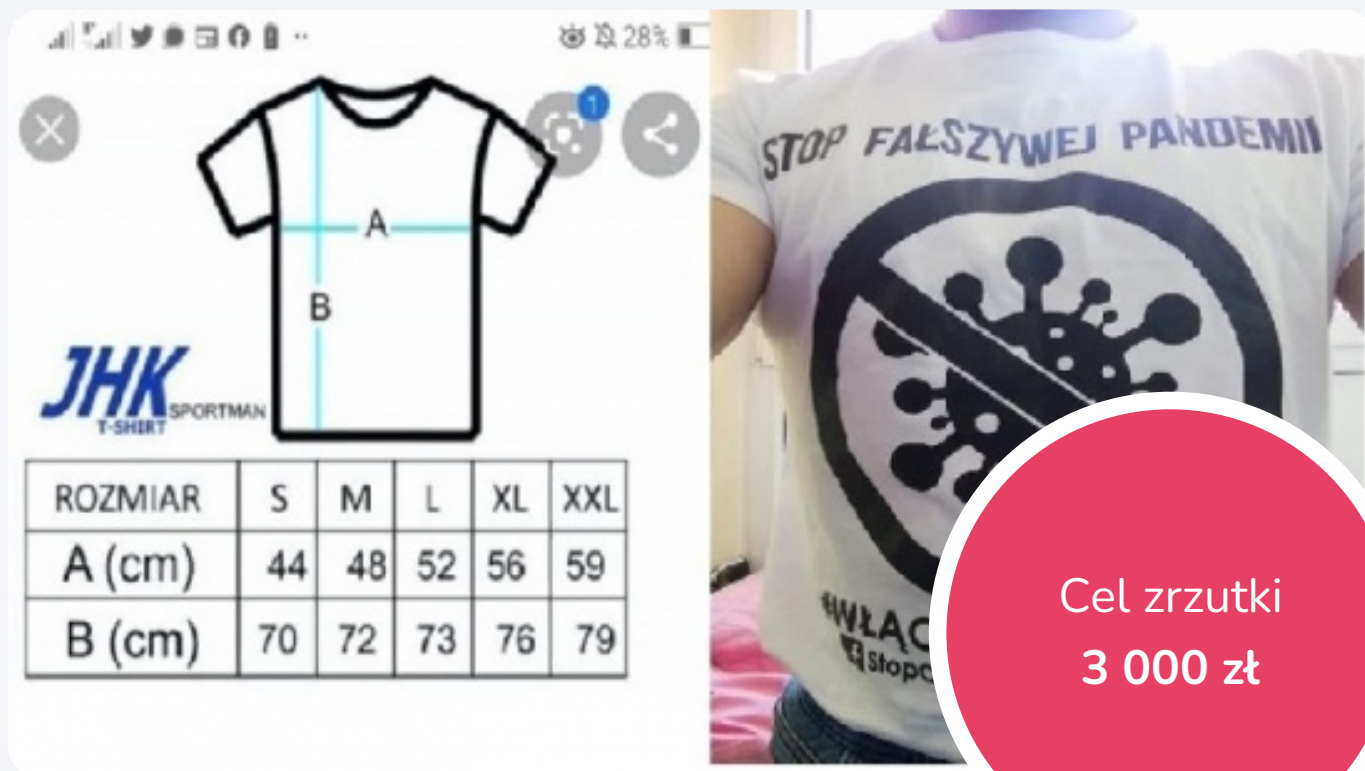 28%
1
A
B
JHK
SPORTMAN
T-SHIRT
ROZMIAR S M L XL XXL
A (cm) 44 48 52 56 59
B (cm) 70 72 73 76 79
STOP FAŁSZYWEJ PANDEMII
Cel zrzutki
3 000 zł